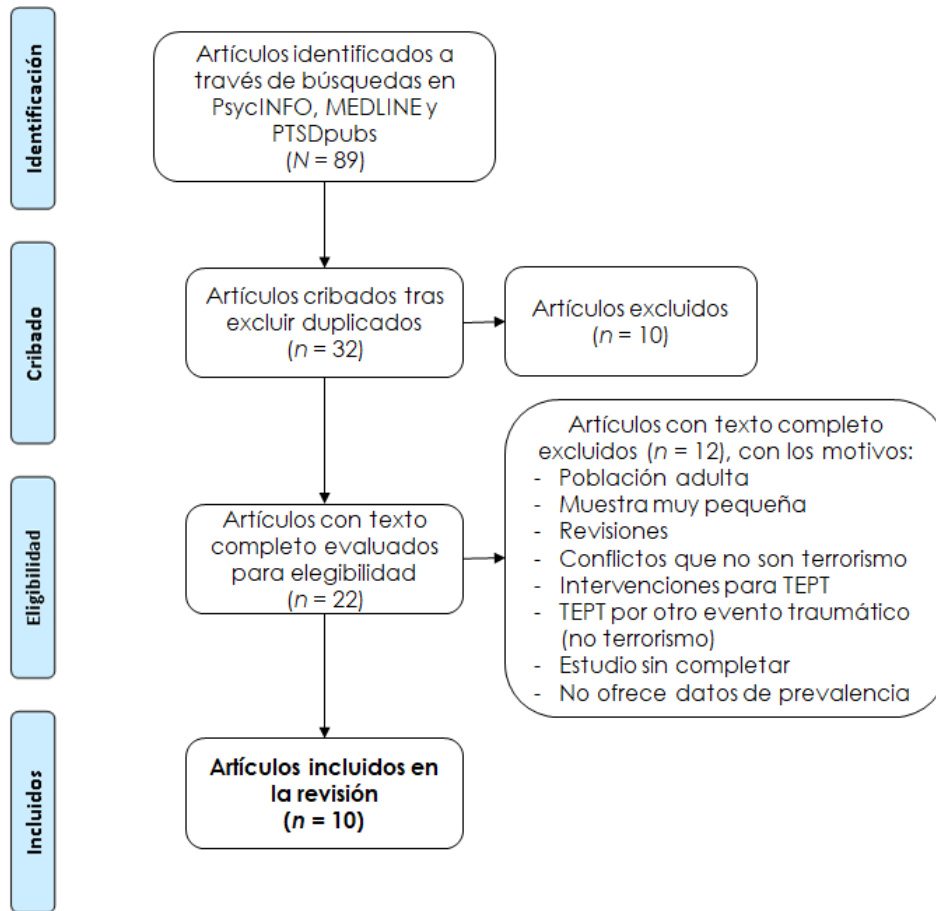 Identificación
Artículos identificados a
través de búsquedas en
PsycINFO, MEDLINE y
PTSDpubs
(N = 89)
Cribado
Artículos cribados tras
excluir duplicados
(n = 32)
Artículos excluidos
(n = 10)
Eligibilidad
Artículos con texto
completo evaluados
para elegibilidad
(n = 22)
Artículos con texto completo
excluidos (n = 12), con los motivos:
- Población adulta
- Muestra muy pequeña
- Revisiones
- Conflictos que no son terrorismo
- Intervenciones para TEPT
- TEPT por otro evento traumático
(no terrorismo)
- Estudio sin completar
- No ofrece datos de prevalencia
Incluidos
Artículos incluidos en
la revisión
(n = 10)